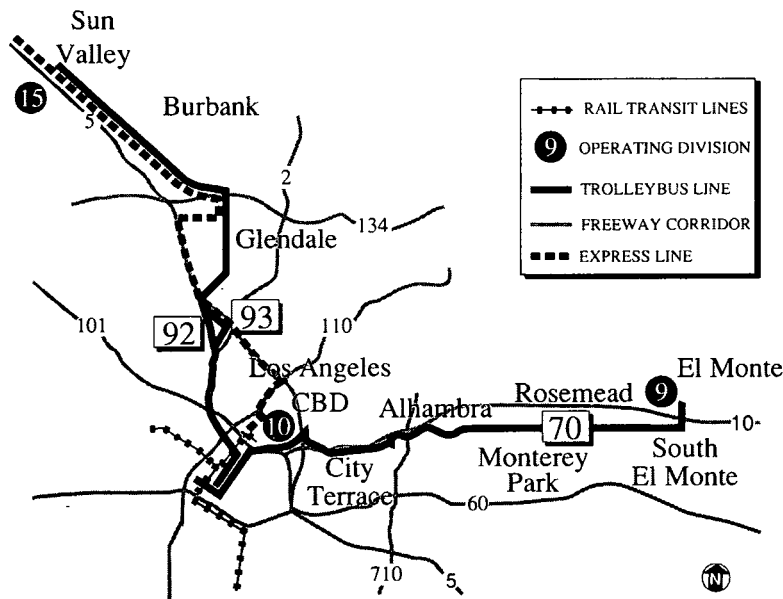 Sun
Valley
15
5
Burbank
RAIL TRANSIT LINES
9 OPERATING DIVISION
TROLLEYBUS LINE
FREEWAY CORRIDOR
EXPRESS LINE
2
134
Glendale
101
92
93
110
Los Angeles
CBD
10
Alhambra
Rosemead
9
El Monte
10
70
City
Terrace
Monterey
Park
South
El Monte
60
710
5
N